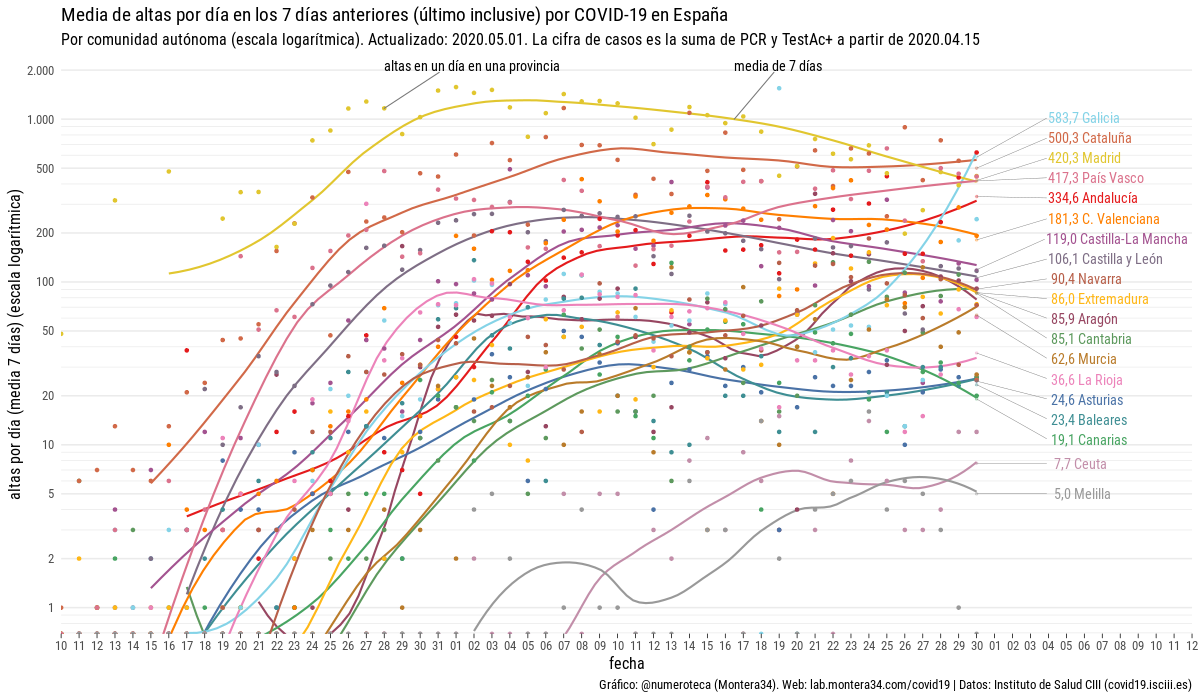 Media de altas por día en los 7 días anteriores (último inclusive) por COVID-19 en España
Por comunidad autónoma (escala logarítmica). Actualizado: 2020.05.01. La cifra de casos es la suma de PCR y TestAc+ a partir de 2020.04.15
altas en un día en una provincia
media de 7 días
altas por día (media 7 días) (escala logarítmica)
2.000
1.000
500
200
100
50
20
10
5
2
1
583,7 Galicia
500,3 Cataluña
420,3 Madrid
417,3 País Vasco
334,6 Andalucía
181,3 C. Valenciana
119,0 Castilla-La Mancha
106,1 Castilla y León
90,4 Navarra
86,0 Extremadura
85,9 Aragón
85,1 Cantabria
62,6 Murcia
36,6 La Rioja
24,6 Asturias
23,4 Baleares
19,1 Canarias
7,7 Ceuta
5,0 Melilla
10 11 12 13 14 15 16 17 18 19 20 21 22 23 24 25 26 27 28 29 30 31 01 02 03 04 05 06 07 08 09 10 11 12 13 14 15 16 17 18 19 20 21 22 23 24 25 26 27 28 29 30 01 02 03 04 05 06 07 08 09 10 11 12
fecha
Gráfico: @numeroteca (Montera34). Web: lab.montera34.com/covid19 | Datos: Instituto de Salud CIII (covid19.isciii.es)